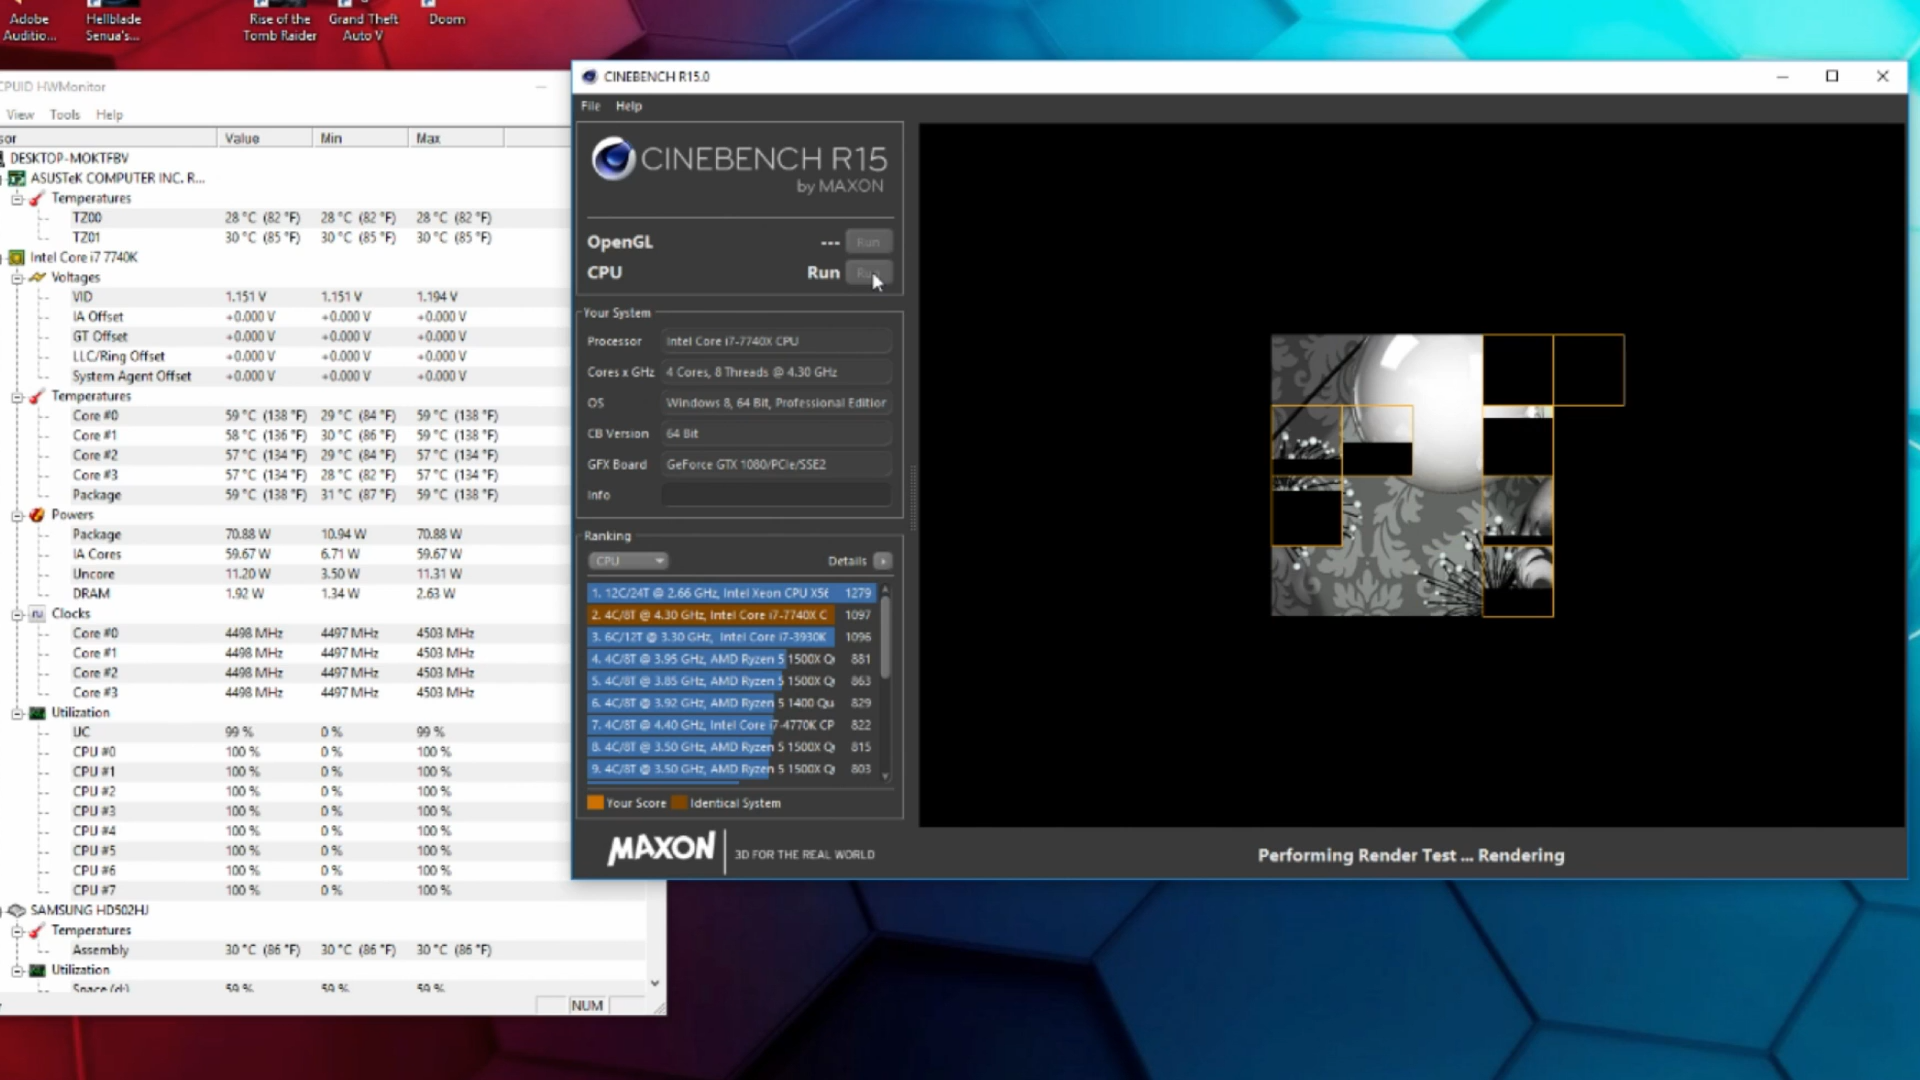 Adobe
Auditio...
Hellblade
Senua's...
Rise of the
Tomb Raider
Grand Theft
Auto V
Doom
CPUID HWMonitor
View Tools Help
sor Value Min Max
DESKTOP-MOKTFBV
ASUSTeK COMPUTER INC. R...
Temperatures
TZ00 28 °C (82 °F) 28 °C (82 °F) 28 °C (82 °F)
TZ01 30 °C (85 °F) 30 °C (85 °F) 30 °C (85 °F)
Intel Core i7 7740K
Voltages
VID 1.151 V 1.151 V 1.194 V
IA Offset +0.000 V +0.000 V +0.000 V
GT Offset +0.000 V +0.000 V +0.000 V
LLC/Ring Offset +0.000 V +0.000 V +0.000 V
System Agent Offset +0.000 V +0.000 V +0.000 V
Temperatures
Core #0 59 °C (138 °F) 29 °C (84 °F) 59 °C (138 °F)
Core #1 58 °C (136 °F) 30 °C (86 °F) 59 °C (138 °F)
Core #2 57 °C (134 °F) 29 °C (84 °F) 57 °C (134 °F)
Core #3 57 °C (134 °F) 28 °C (82 °F) 57 °C (134 °F)
Package 59 °C (138 °F) 31 °C (87 °F) 59 °C (138 °F)
Powers
Package 70.88 W 10.94 W 70.88 W
IA Cores 59.67 W 6.71 W 59.67 W
Uncore 11.20 W 3.50 W 11.31 W
DRAM 1.92 W 1.34 W 2.63 W
Clocks
Core #0 4498 MHz 4497 MHz 4503 MHz
Core #1 4498 MHz 4497 MHz 4503 MHz
Core #2 4498 MHz 4497 MHz 4503 MHz
Core #3 4498 MHz 4497 MHz 4503 MHz
Utilization
UC 99 % 0 % 99 %
CPU #0 100 % 0 % 100 %
CPU #1 100 % 0 % 100 %
CPU #2 100 % 0 % 100 %
CPU #3 100 % 0 % 100 %
CPU #4 100 % 0 % 100 %
CPU #5 100 % 0 % 100 %
CPU #6 100 % 0 % 100 %
CPU #7 100 % 0 % 100 %
SAMSUNG HD502HJ
Temperatures
Assembly 30 °C (86 °F) 30 °C (86 °F) 30 °C (86 °F)
Utilization
Space (d:) 59 % 59 % 59 %
NUM
CINEBENCH R15.0
File Help
CINEBENCH R15
by MAXON
OpenGL --- Run
CPU Run Run
Your System
Processor Intel Core i7-7740X CPU
Cores x GHz 4 Cores, 8 Threads @ 4.30 GHz
OS Windows 8, 64 Bit, Professional Edition
CB Version 64 Bit
GFX Board GeForce GTX 1080/PCIe/SSE2
Info
Ranking
CPU Details
1. 12C/24T @ 2.66 GHz, Intel Xeon CPU X56 1279
2. 4C/8T @ 4.30 GHz, Intel Core i7-7740X C 1097
3. 6C/12T @ 3.30 GHz, Intel Core i7-3930K 1096
4. 4C/8T @ 3.95 GHz, AMD Ryzen 5 1500X Qu 881
5. 4C/8T @ 3.85 GHz, AMD Ryzen 5 1500X Qu 863
6. 4C/8T @ 3.92 GHz, AMD Ryzen 5 1400 Qua 829
7. 4C/8T @ 4.40 GHz, Intel Core i7-4770K CP 822
8. 4C/8T @ 3.50 GHz, AMD Ryzen 5 1500X Qu 815
9. 4C/8T @ 3.50 GHz, AMD Ryzen 5 1500X Qu 803
Your Score Identical System
MAXON 3D FOR THE REAL WORLD
Performing Render Test ... Rendering